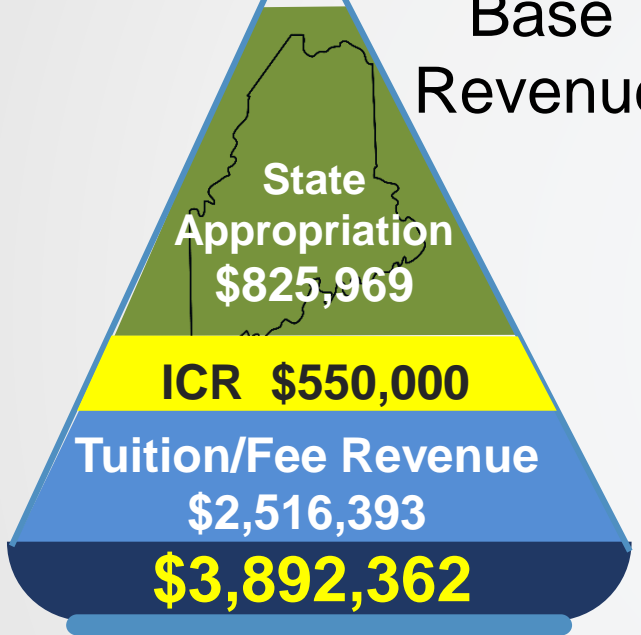 Base
Revenue
State
Appropriation
$825,969
ICR $550,000
Tuition/Fee Revenue
$2,516,393
$3,892,362